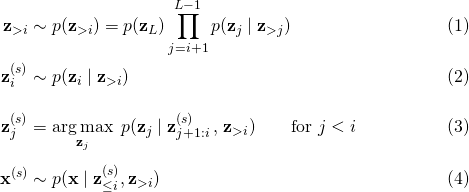 z_{>i} ∼ p(z_{>i}) = p(z_L) ∏_{j=i+1}^{L-1} p(z_j | z_{>j}) (1)
z_i^{(s)} ∼ p(z_i | z_{>i}) (2)
z_j^{(s)} = arg max_{z_j} p(z_j | z_{j+1:i}^{(s)}, z_{>i}) for j < i (3)
x^{(s)} ∼ p(x | z_{≤i}^{(s)}, z_{>i}) (4)